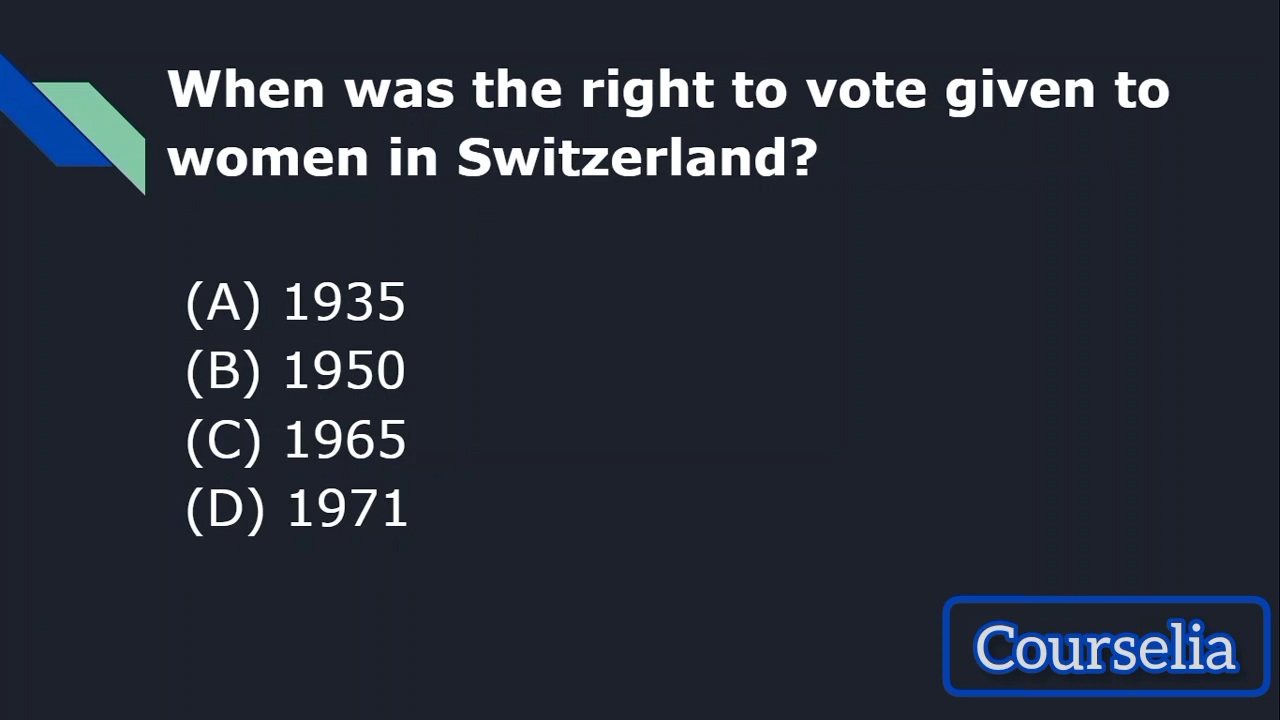 When was the right to vote given to
women in Switzerland?
(A) 1935
(B) 1950
(C) 1965
(D) 1971
Courselia